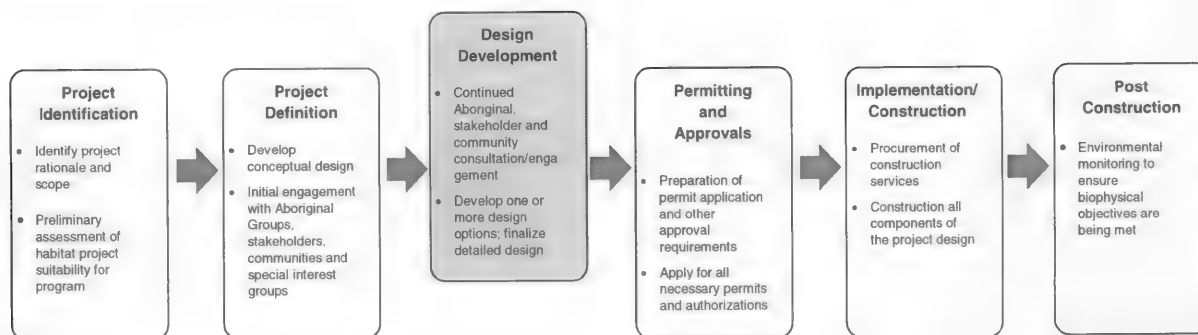 Project
Identification
• Identify project
rationale and
scope
• Preliminary
assessment of
habitat project
suitability for
program
Project
Definition
• Develop
conceptual design
• Initial engagement
with Aboriginal
Groups,
stakeholders,
communities and
special interest
groups
Design
Development
• Continued
Aboriginal,
stakeholder and
community
consultation/enga
gement
• Develop one or
more design
options; finalize
detailed design
Permitting
and
Approvals
• Preparation of
permit application
and other
approval
requirements
• Apply for all
necessary permits
and authorizations
Implementation/
Construction
• Procurement of
construction
services
• Construction all
components of
the project design
Post
Construction
• Environmental
monitoring to
ensure
biophysical
objectives are
being met